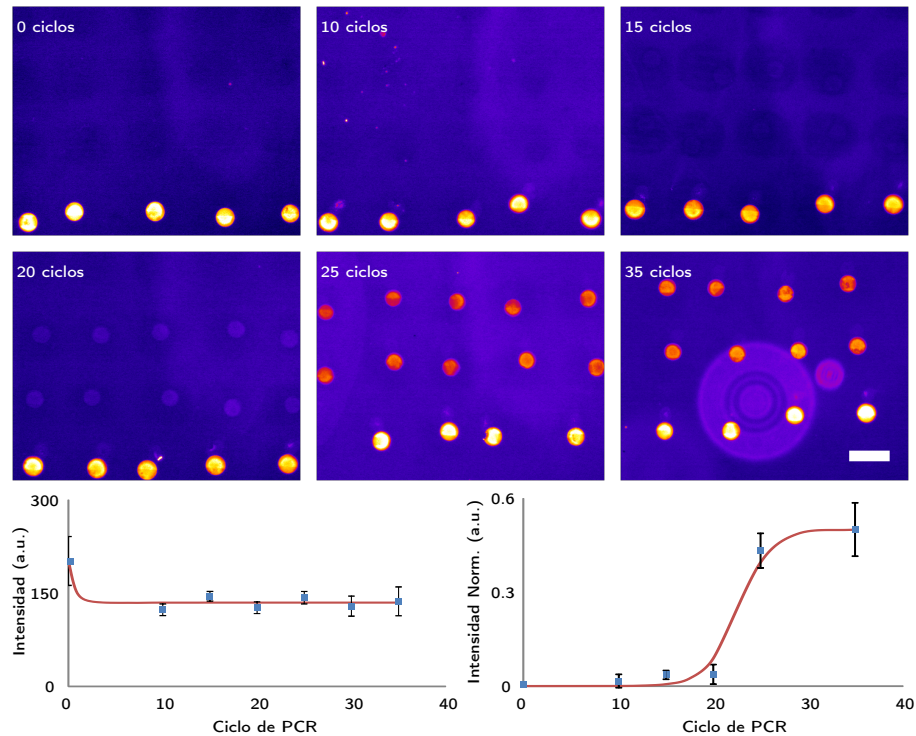 0 ciclos
10 ciclos
15 ciclos
20 ciclos
25 ciclos
35 ciclos
Intensidad (a.u.)
300
150
0
0 10 20 30 40
Ciclo de PCR
Intensidad Norm. (a.u.)
0.6
0.3
0
0 10 20 30 40
Ciclo de PCR